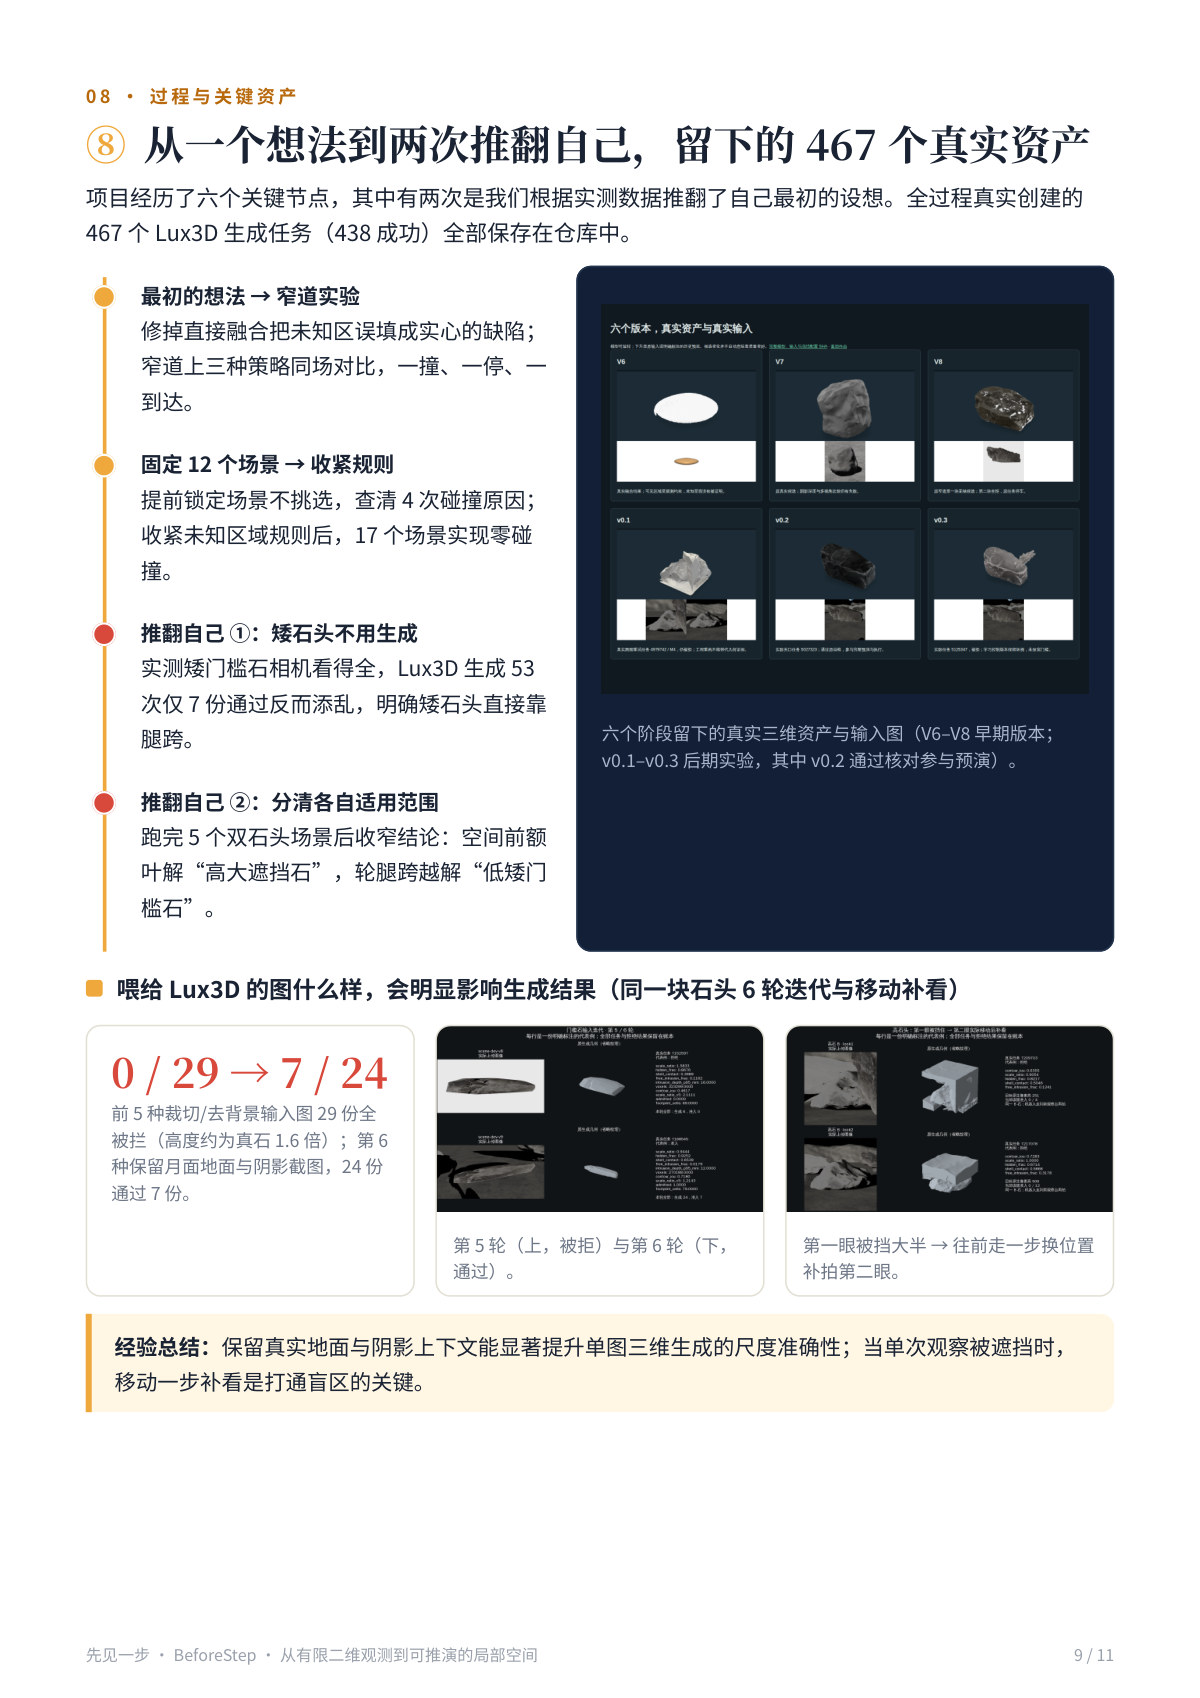 08 · 过程与关键资产
⑧ 从一个想法到两次推翻自己，留下的 467 个真实资产
项目经历了六个关键节点，其中有两次是我们根据实测数据推翻了自己最初的设想。全过程真实创建的
467 个 Lux3D 生成任务（438 成功）全部保存在仓库中。
最初的想法 → 窄道实验
修掉直接融合把未知区误填成实心的缺陷；
窄道上三种策略同场对比，一撞、一停、一
到达。
固定 12 个场景 → 收紧规则
提前锁定场景不挑选，查清 4 次碰撞原因；
收紧未知区域规则后，17 个场景实现零碰
撞。
推翻自己 ①：矮石头不用生成
实测矮门槛石相机看得全，Lux3D 生成 53
次仅 7 份通过反而添乱，明确矮石头直接靠
腿跨。
推翻自己 ②：分清各自适用范围
跑完 5 个双石头场景后收窄结论：空间前额
叶解“高大遮挡石”，轮腿跨越解“低矮门
槛石”。
六个版本，真实资产与真实输入
V6
V7
V8
v0.1
v0.2
v0.3
六个阶段留下的真实三维资产与输入图（V6–V8 早期版本；
v0.1–v0.3 后期实验，其中 v0.2 通过核对参与预演）。
喂给 Lux3D 的图什么样，会明显影响生成结果（同一块石头 6 轮迭代与移动补看）
0 / 29 → 7 / 24
前 5 种裁切/去背景输入图 29 份全
被拦（高度约为真石 1.6 倍）；第 6
种保留月面地面与阴影截图，24 份
通过 7 份。
第 5 轮（上，被拒）与第 6 轮（下，
通过）。
第一眼被挡大半 → 往前走一步换位置
补拍第二眼。
经验总结：保留真实地面与阴影上下文能显著提升单图三维生成的尺度准确性；当单次观察被遮挡时，
移动一步补看是打通盲区的关键。
先见一步 · BeforeStep · 从有限二维观测到可推演的局部空间
9 / 11